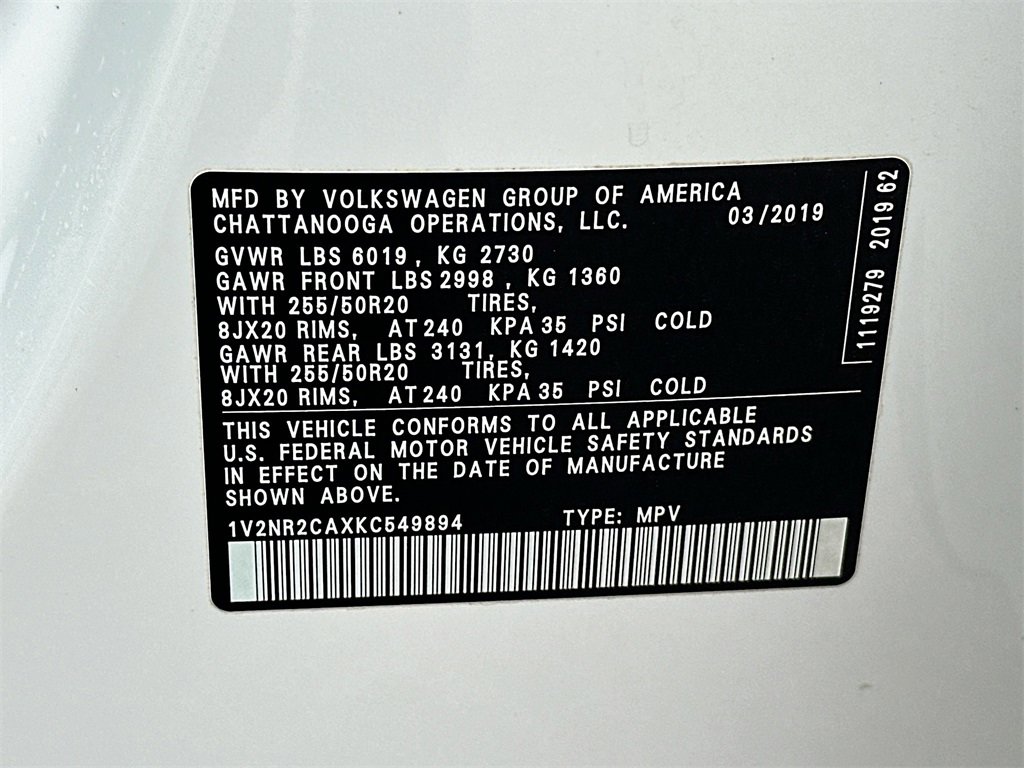 MFD BY VOLKSWAGEN GROUP OF AMERICA
CHATTANOOGA OPERATIONS, LLC. 03/2019
GVWR LBS 6019, KG 2730
GAWR FRONT LBS 2998, KG 1360
WITH 255/50R20 TIRES,
8JX20 RIMS, AT 240 KPA 35 PSI COLD
GAWR REAR LBS 3131, KG 1420
WITH 255/50R20 TIRES,
8JX20 RIMS, AT 240 KPA 35 PSI COLD
THIS VEHICLE CONFORMS TO ALL APPLICABLE
U.S. FEDERAL MOTOR VEHICLE SAFETY STANDARDS
IN EFFECT ON THE DATE OF MANUFACTURE
SHOWN ABOVE.
1V2NR2CAXKC549894 TYPE: MPV
1119279 2019 62